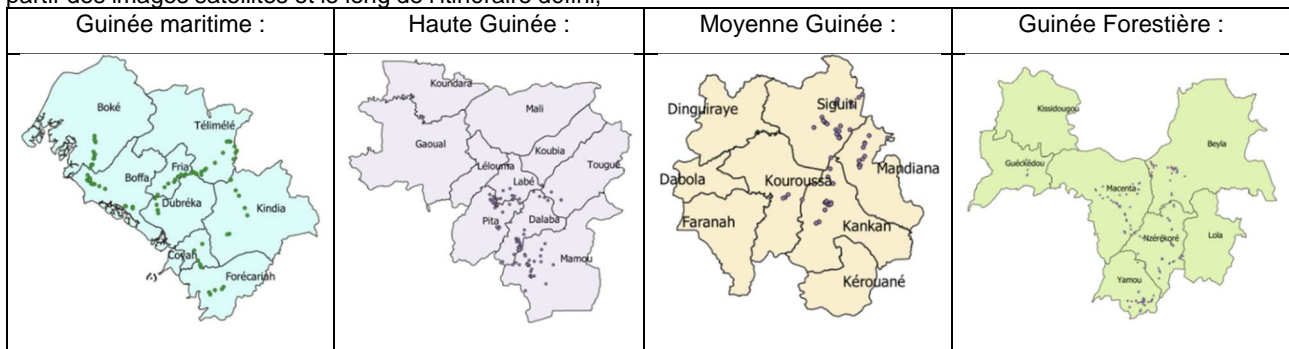 partir des images satellites et le long de l'itinéraire défini;
Guinée maritime :
Haute Guinée :
Moyenne Guinée :
Guinée Forestière :
Boké
Télimélé
Fria
Boffa
Dubréka
Kindia
Coyah
Forécariah
Koundara
Mali
Gaoual
Koubia
Lélouma
Tougué
Labé
Pita
Dalaba
Mamou
Siguiri
Dinguiraye
Mandiana
Dabola
Kouroussa
Faranah
Kankan
Kérouané
Kissidougou
Beyla
Guéckédou
Macenta
Nzérékoré
Lola
Yamou